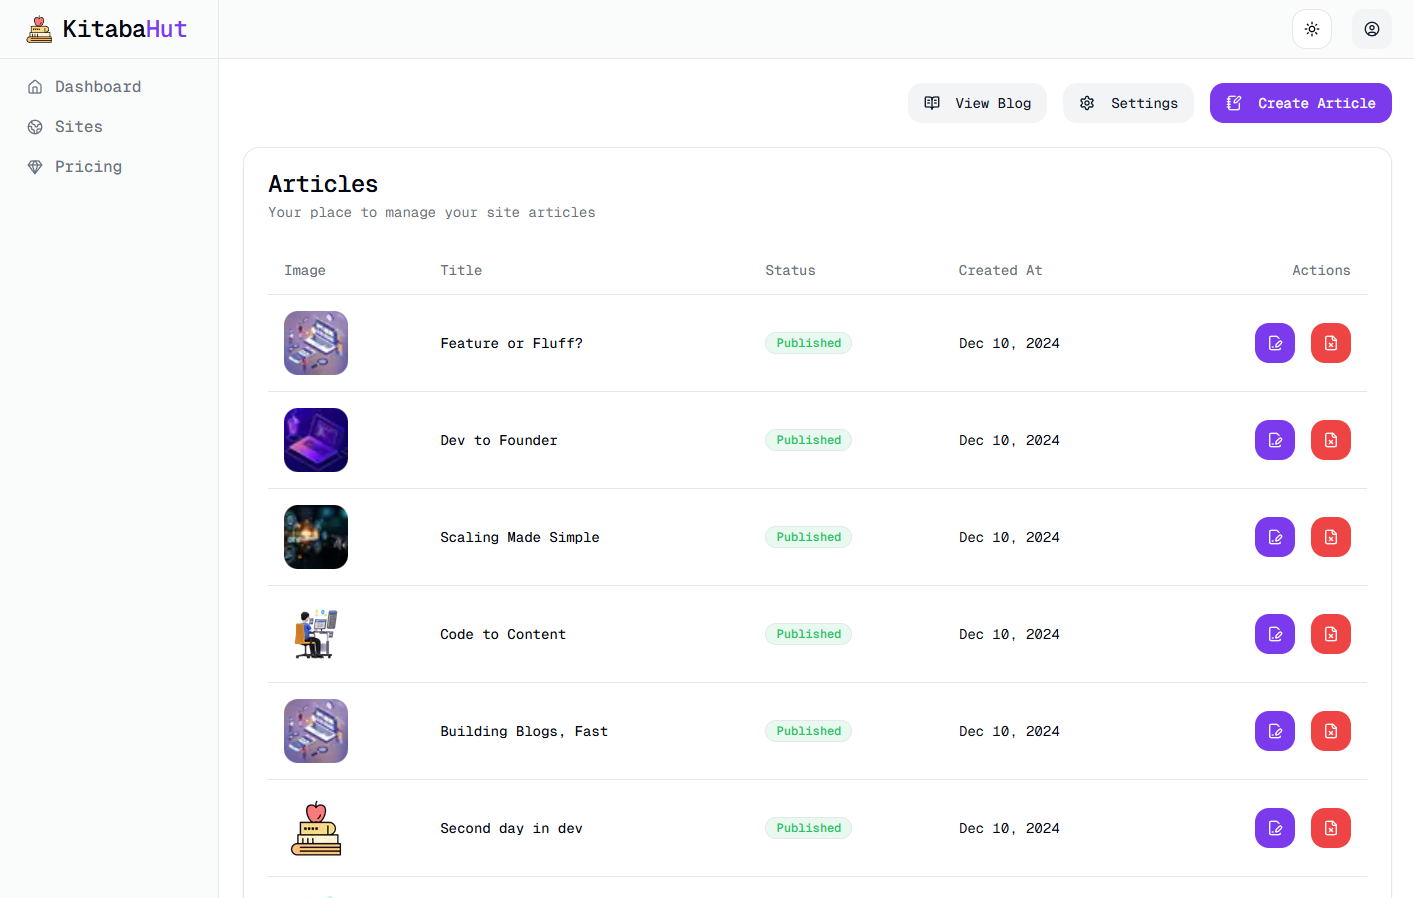 KitabaHut
Dashboard
Sites
Pricing
View Blog
Settings
Create Article
Articles
Your place to manage your site articles
Image Title Status Created At Actions
Feature or Fluff? Published Dec 10, 2024
Dev to Founder Published Dec 10, 2024
Scaling Made Simple Published Dec 10, 2024
Code to Content Published Dec 10, 2024
Building Blogs, Fast Published Dec 10, 2024
Second day in dev Published Dec 10, 2024